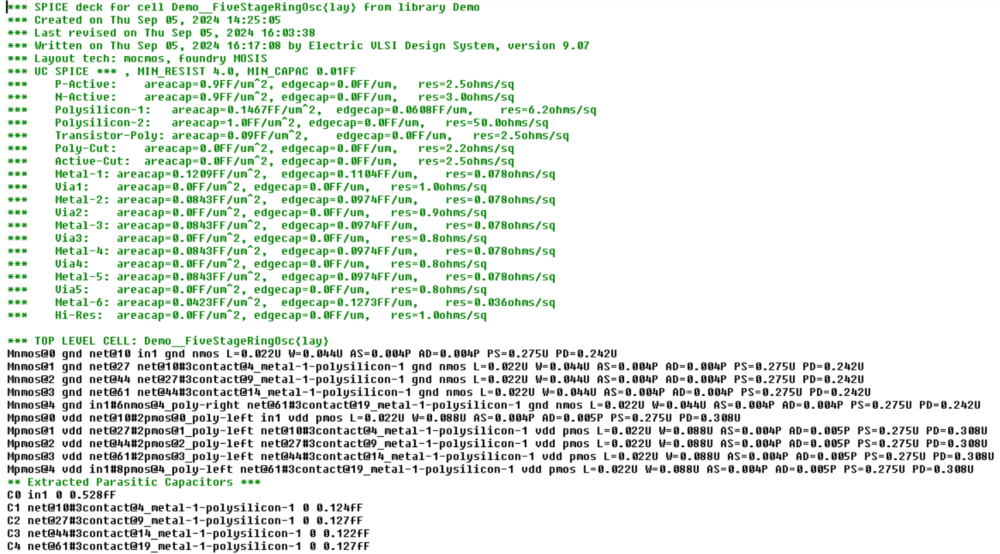 *** SPICE deck for cell Demo__FiveStageRingOsc{lay} from library Demo
*** Created on Thu Sep 05, 2024 14:25:05
*** Last revised on Thu Sep 05, 2024 16:03:38
*** Written on Thu Sep 05, 2024 16:17:08 by Electric VLSI Design System, version 9.07
*** Layout tech: mocmos, foundry MOSIS
*** UC SPICE *** , MIN_RESIST 4.0, MIN_CAPAC 0.01FF
***    P-Active:    areacap=0.9FF/um^2, edgecap=0.0FF/um,   res=2.5ohms/sq
***    N-Active:    areacap=0.9FF/um^2, edgecap=0.0FF/um,   res=3.0ohms/sq
***    Polysilicon-1:   areacap=0.1467FF/um^2,  edgecap=0.0608FF/um,    res=6.2ohms/sq
***    Polysilicon-2:   areacap=1.0FF/um^2, edgecap=0.0FF/um,   res=50.0ohms/sq
***    Transistor-Poly: areacap=0.09FF/um^2,    edgecap=0.0FF/um,   res=2.5ohms/sq
***    Poly-Cut:    areacap=0.0FF/um^2, edgecap=0.0FF/um,   res=2.2ohms/sq
***    Active-Cut:  areacap=0.0FF/um^2, edgecap=0.0FF/um,   res=2.5ohms/sq
***    Metal-1: areacap=0.1209FF/um^2,  edgecap=0.1104FF/um,    res=0.078ohms/sq
***    Via1:    areacap=0.0FF/um^2, edgecap=0.0FF/um,   res=1.0ohms/sq
***    Metal-2: areacap=0.0843FF/um^2,  edgecap=0.0974FF/um,    res=0.078ohms/sq
***    Via2:    areacap=0.0FF/um^2, edgecap=0.0FF/um,   res=0.9ohms/sq
***    Metal-3: areacap=0.0843FF/um^2,  edgecap=0.0974FF/um,    res=0.078ohms/sq
***    Via3:    areacap=0.0FF/um^2, edgecap=0.0FF/um,   res=0.8ohms/sq
***    Metal-4: areacap=0.0843FF/um^2,  edgecap=0.0974FF/um,    res=0.078ohms/sq
***    Via4:    areacap=0.0FF/um^2, edgecap=0.0FF/um,   res=0.8ohms/sq
***    Metal-5: areacap=0.0843FF/um^2,  edgecap=0.0974FF/um,    res=0.078ohms/sq
***    Via5:    areacap=0.0FF/um^2, edgecap=0.0FF/um,   res=0.8ohms/sq
***    Metal-6: areacap=0.0423FF/um^2,  edgecap=0.1273FF/um,    res=0.036ohms/sq
***    Hi-Res:  areacap=0.0FF/um^2, edgecap=0.0FF/um,   res=1.0ohms/sq
*** TOP LEVEL CELL: Demo__FiveStageRingOsc{lay}
Mnmos@0 gnd net@10 in1 gnd nmos L=0.022U W=0.044U AS=0.004P AD=0.004P PS=0.275U PD=0.242U
Mnmos@1 gnd net@27 net@10#3contact@4_metal-1-polysilicon-1 gnd nmos L=0.022U W=0.044U AS=0.004P AD=0.004P PS=0.275U PD=0.242U
Mnmos@2 gnd net@44 net@27#3contact@9_metal-1-polysilicon-1 gnd nmos L=0.022U W=0.044U AS=0.004P AD=0.004P PS=0.275U PD=0.242U
Mnmos@3 gnd net@61 net@44#3contact@14_metal-1-polysilicon-1 gnd nmos L=0.022U W=0.044U AS=0.004P AD=0.004P PS=0.275U PD=0.242U
Mnmos@4 gnd in1#6nmos@4_poly-right net@61#3contact@19_metal-1-polysilicon-1 gnd nmos L=0.022U W=0.044U AS=0.004P AD=0.004P PS=0.275U PD=0.242U
Mpmos@0 vdd net@10#2pmos@0_poly-left in1 vdd pmos L=0.022U W=0.088U AS=0.004P AD=0.005P PS=0.275U PD=0.308U
Mpmos@1 vdd net@27#2pmos@1_poly-left net@10#3contact@4_metal-1-polysilicon-1 vdd pmos L=0.022U W=0.088U AS=0.004P AD=0.005P PS=0.275U PD=0.308U
Mpmos@2 vdd net@44#2pmos@2_poly-left net@27#3contact@9_metal-1-polysilicon-1 vdd pmos L=0.022U W=0.088U AS=0.004P AD=0.005P PS=0.275U PD=0.308U
Mpmos@3 vdd net@61#2pmos@3_poly-left net@44#3contact@14_metal-1-polysilicon-1 vdd pmos L=0.022U W=0.088U AS=0.004P AD=0.005P PS=0.275U PD=0.308U
Mpmos@4 vdd in1#8pmos@4_poly-left net@61#3contact@19_metal-1-polysilicon-1 vdd pmos L=0.022U W=0.088U AS=0.004P AD=0.005P PS=0.275U PD=0.308U
** Extracted Parasitic Capacitors ***
C0 in1 0 0.528fF
C1 net@10#3contact@4_metal-1-polysilicon-1 0 0.124fF
C2 net@27#3contact@9_metal-1-polysilicon-1 0 0.127fF
C3 net@44#3contact@14_metal-1-polysilicon-1 0 0.122fF
C4 net@61#3contact@19_metal-1-polysilicon-1 0 0.127fF